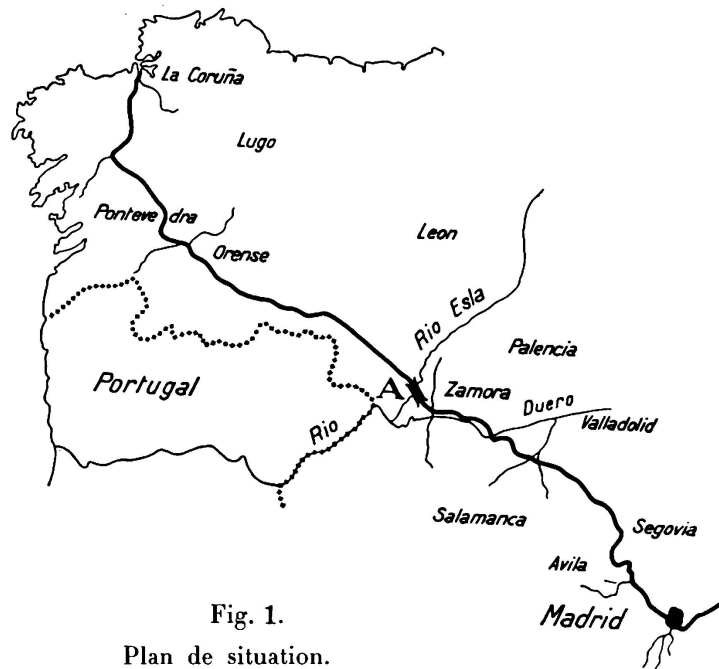 La Coruña
Lugo
Ponteve dra
Orense
Leon
Rio Esla
Palencia
Portugal
A
Zamora
Rio
Duero
Valladolid
Salamanca
Segovia
Avila
Madrid
Fig. 1.
Plan de situation.